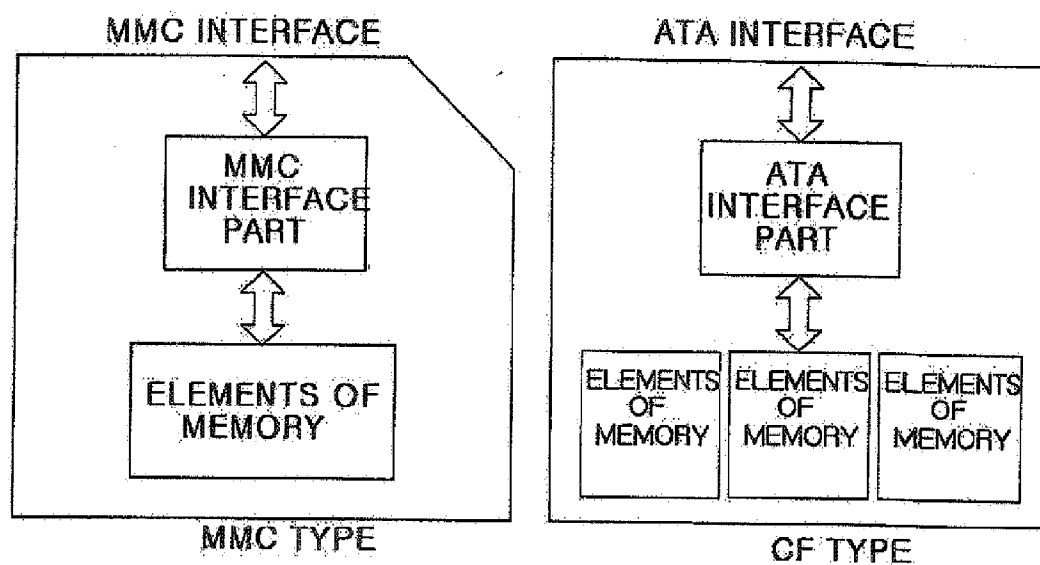 MMC INTERFACE
MMC
INTERFACE
PART
ELEMENTS OF
MEMORY
MMC TYPE
ATA INTERFACE
ATA
INTERFACE
PART
ELEMENTS
OF
MEMORY
ELEMENTS
OF
MEMORY
ELEMENTS
OF
MEMORY
CF TYPE